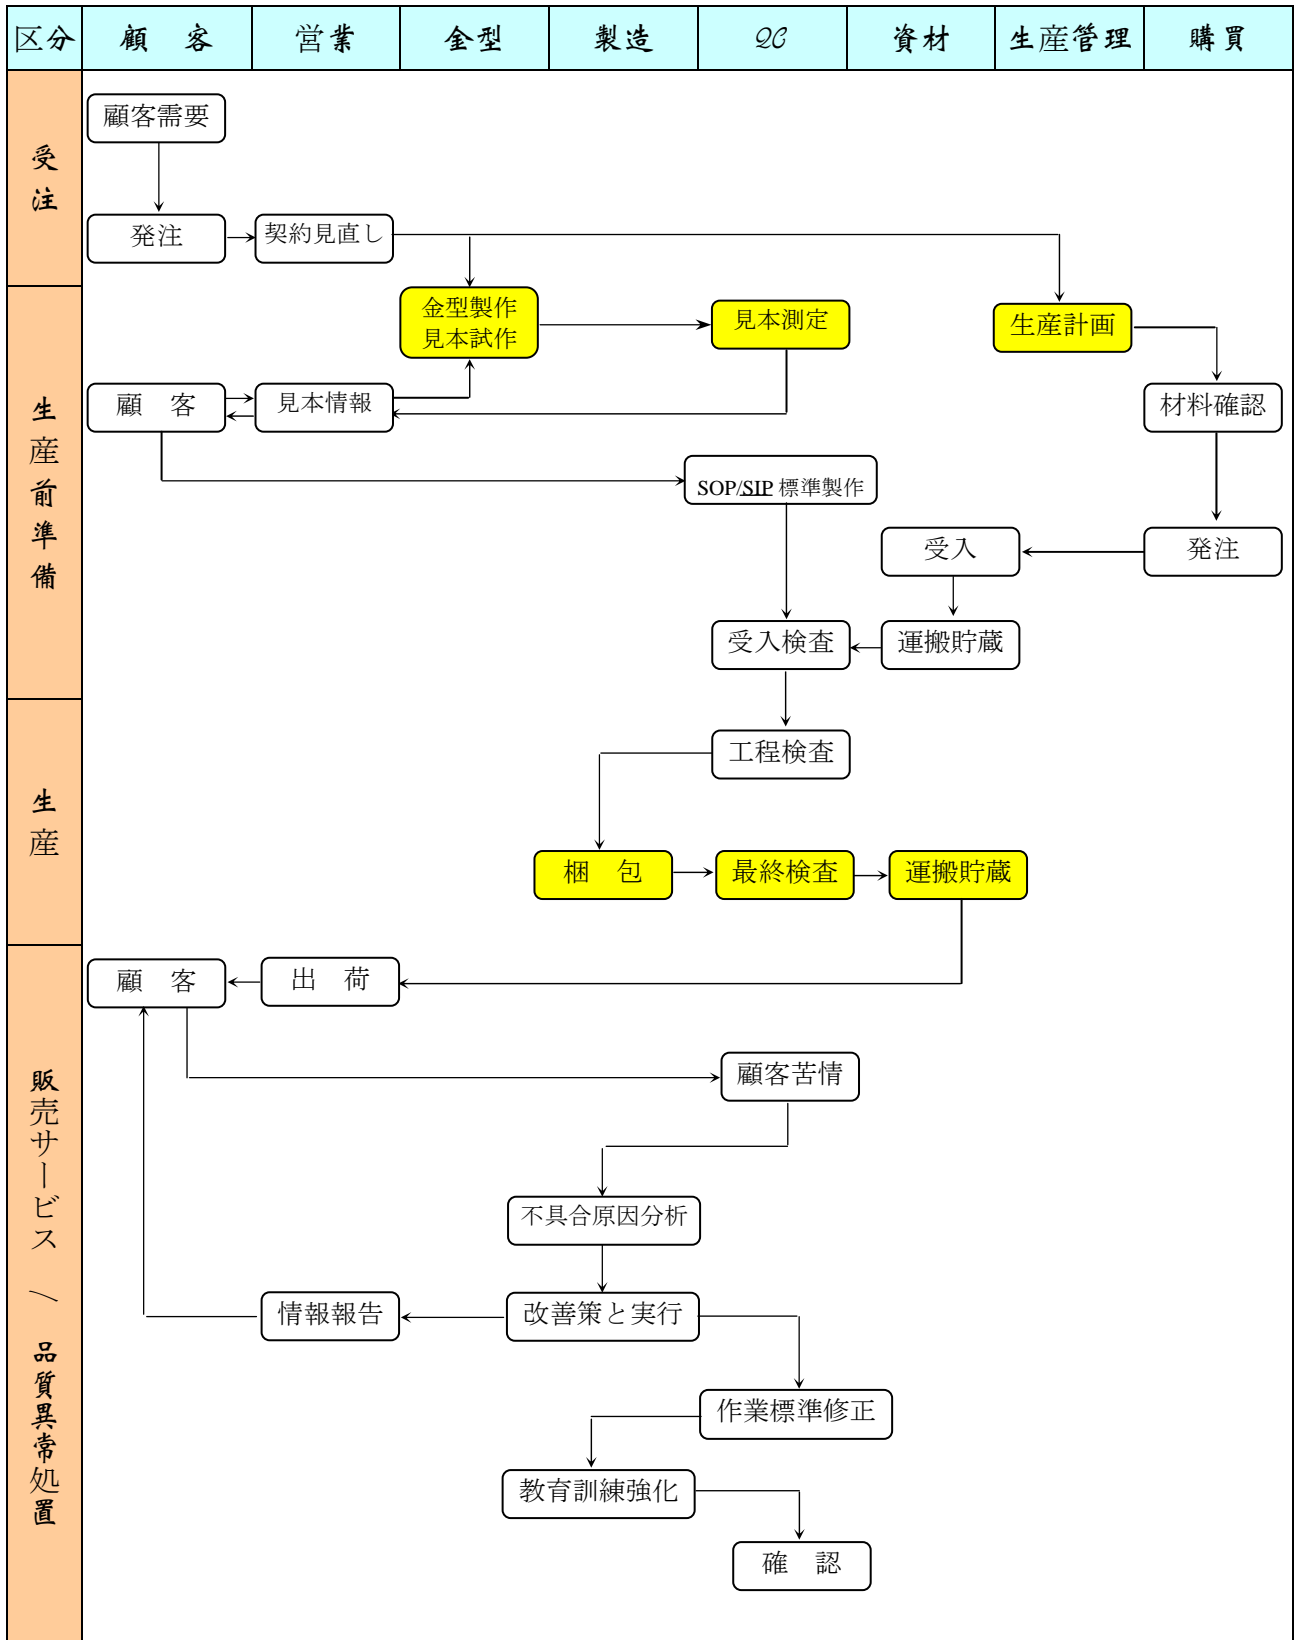 区分 顧 客 営業 金型 製造 QC 資材 生産管理 購買
受注
顧客需要
発注
契約見直し
生産前準備
金型製作
見本試作
見本測定
生産計画
顧 客
見本情報
材料確認
SOP/SIP 標準製作
受入
発注
受入検査
運搬貯蔵
生産
工程検査
梱 包
最終検査
運搬貯蔵
販売サービス / 品質異常処置
顧 客
出 荷
顧客苦情
不具合原因分析
情報報告
改善策と実行
作業標準修正
教育訓練強化
確 認